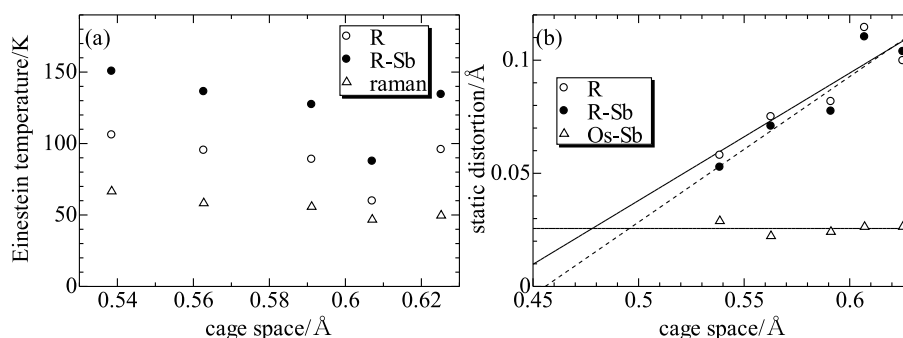 (a)
R
R-Sb
raman
Einestein temperature/K
150
100
50
0
0.54
0.56
0.58
0.6
0.62
cage space/Å
(b)
R
R-Sb
Os-Sb
static distortion/Å
0.1
0.05
0
0.45
0.5
0.55
0.6
cage space/Å